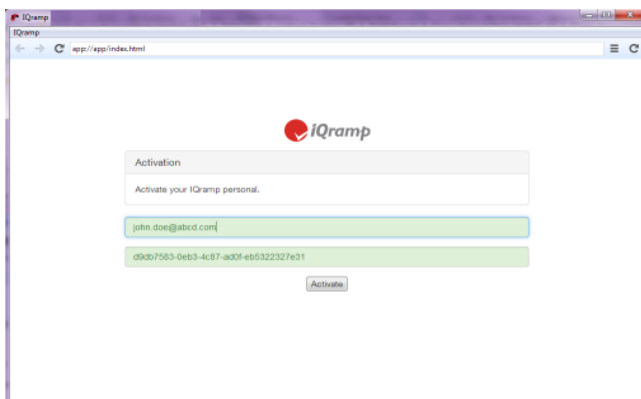 IQramp
IQramp
app://app/index.html
iQramp
Activation
Activate your IQramp personal.
john.doe@abcd.com
d9db7583-0eb3-4c87-ad0f-eb5322327e31
Activate